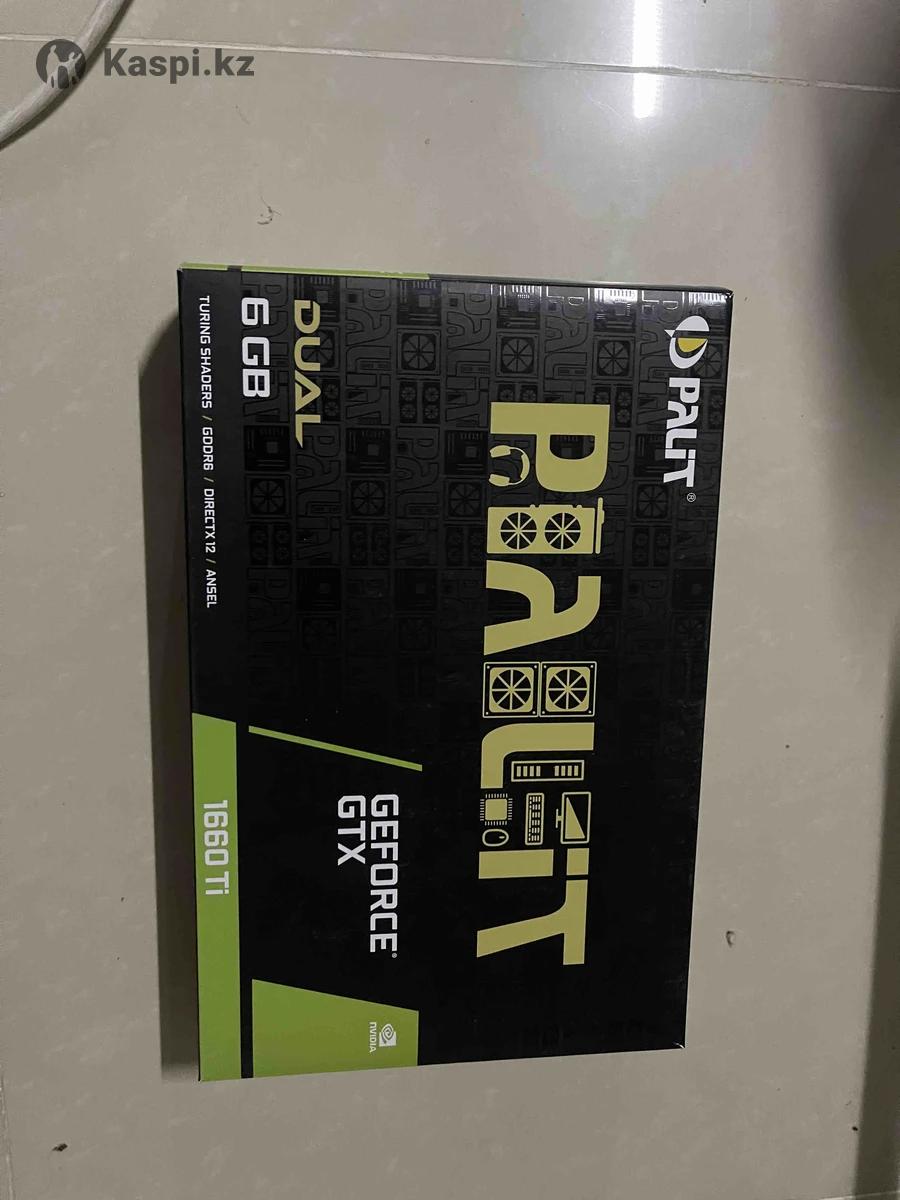 Kaspi.kz
PALiT®
PALiT
DUAL
6 GB
TURING SHADERS / GDDR6 / DIRECTX 12 / ANSEL
GEFORCE®
GTX
1660 Ti
NVIDIA